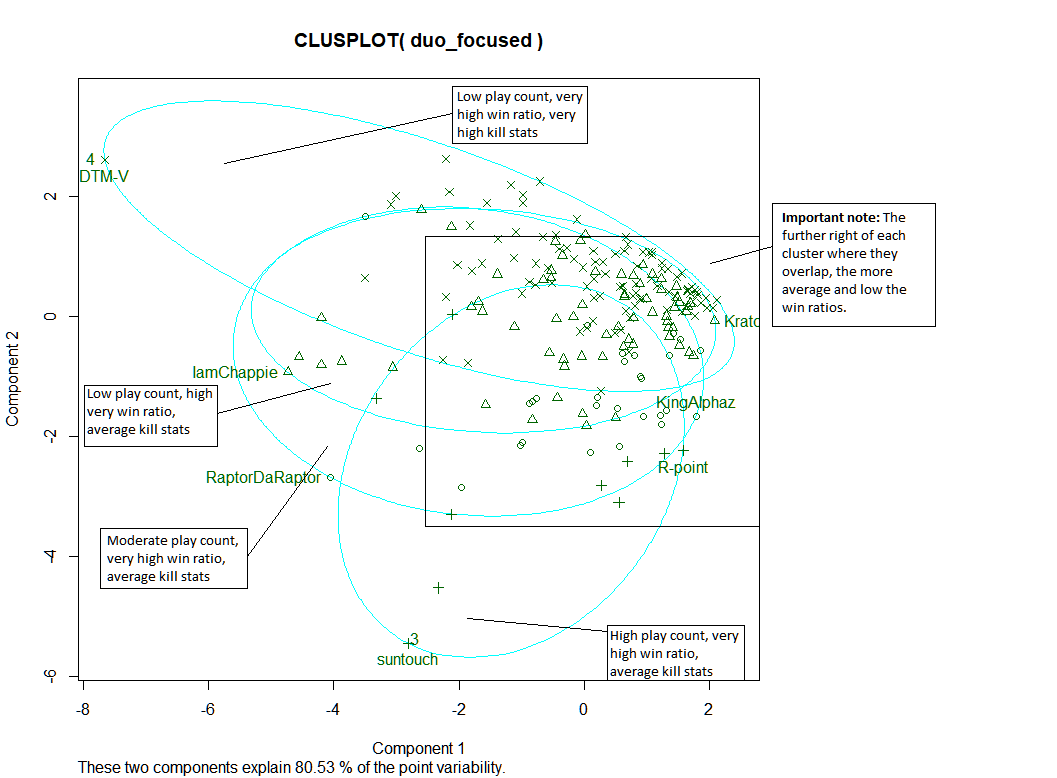 CLUSPLOT( duo_focused )
Low play count, very
high win ratio, very
high kill stats
4
DTM-V
Important note: The
further right of each
cluster where they
overlap, the more
average and low the
win ratios.
Kratc
IamChappie
Low play count, high
very win ratio,
average kill stats
KingAlphaz
R-point
RaptorDaRaptor
Moderate play count,
very high win ratio,
average kill stats
High play count, very
high win ratio,
average kill stats
3
suntouch
Component 2
2
0
-2
-4
-6
-8
-6
-4
-2
0
2
Component 1
These two components explain 80.53 % of the point variability.